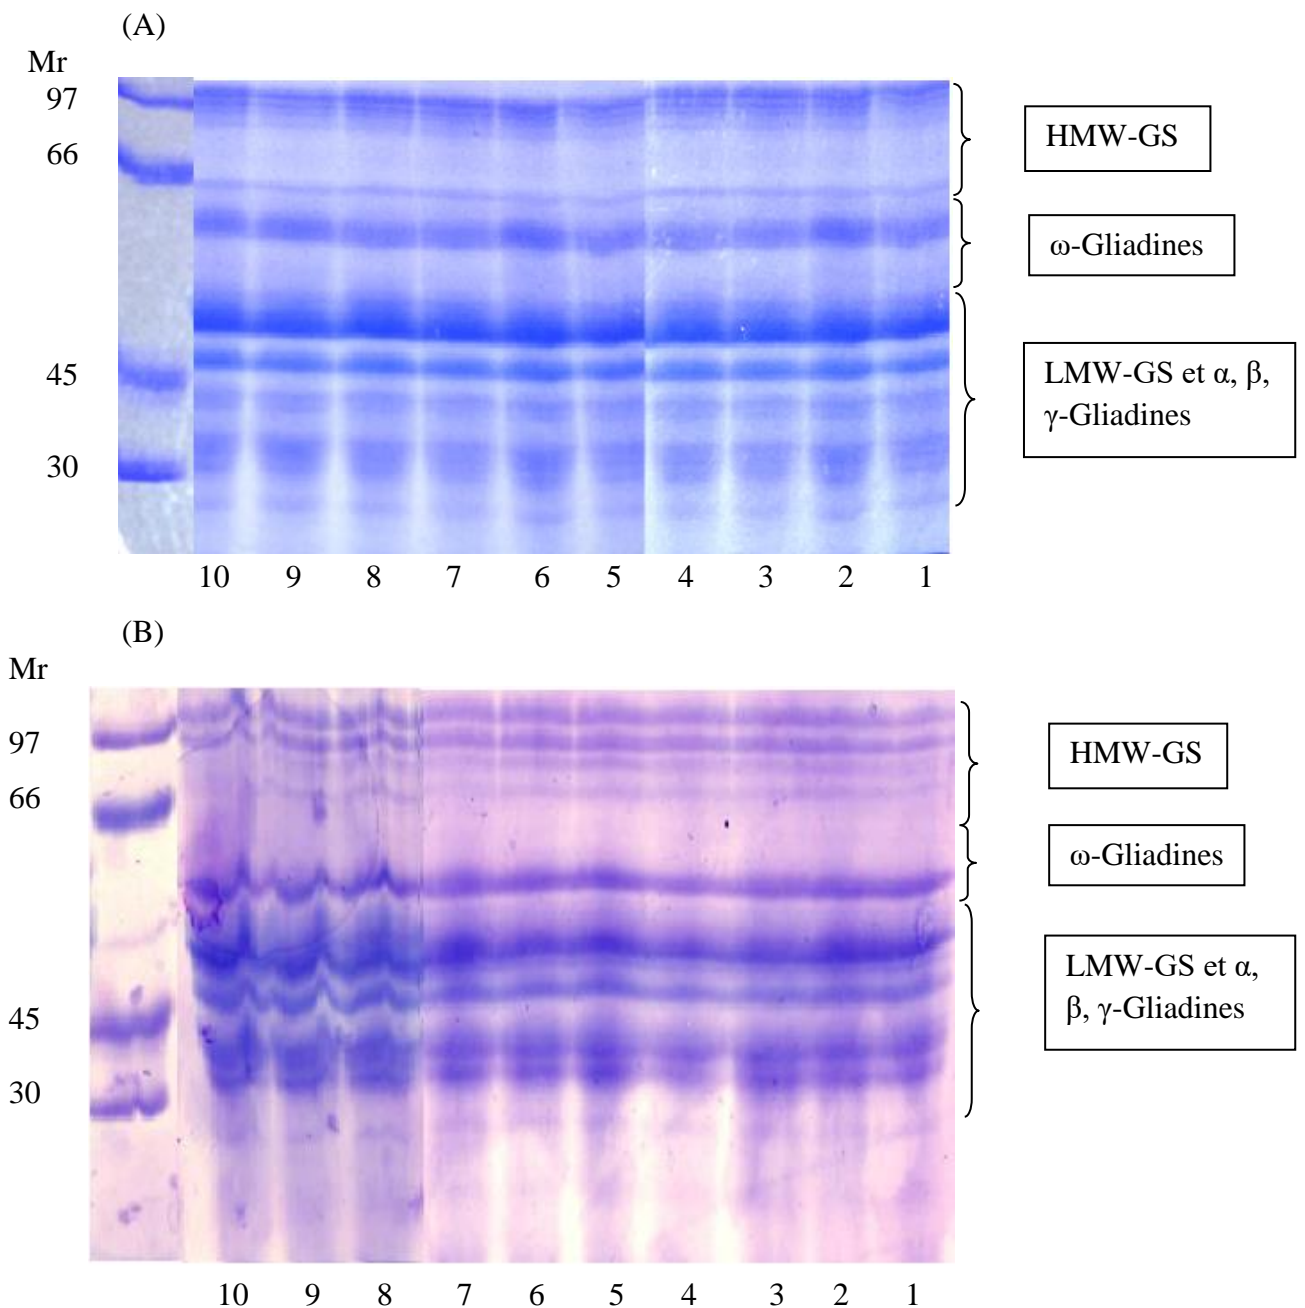 (A)
Mr
97
66
45
30
HMW-GS
ω-Gliadines
LMW-GS et α, β,
γ-Gliadines
10 9 8 7 6 5 4 3 2 1
(B)
Mr
97
66
45
30
HMW-GS
ω-Gliadines
LMW-GS et α,
β, γ-Gliadines
10 9 8 7 6 5 4 3 2 1